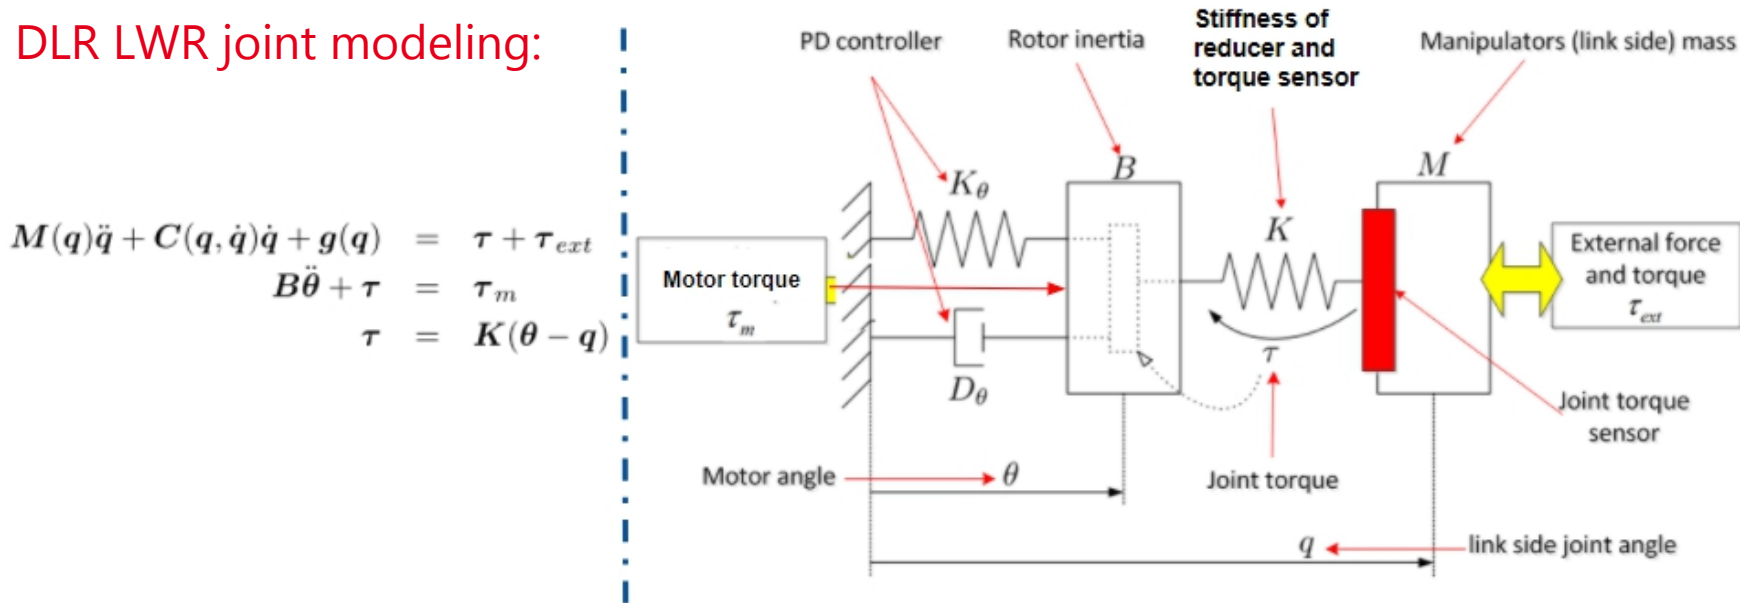 DLR LWR joint modeling:
M(q)q̈ + C(q, q̇)q̇ + g(q) = τ + τ_ext
Bθ̈ + τ = τ_m
τ = K(θ − q)
PD controller
Rotor inertia
Stiffness of
reducer and
torque sensor
Manipulators (link side) mass
B
M
K_θ
K
Motor torque
τ_m
External force
and torque
τ_ext
τ
D_θ
Joint torque
sensor
Motor angle
θ
Joint torque
q
link side joint angle